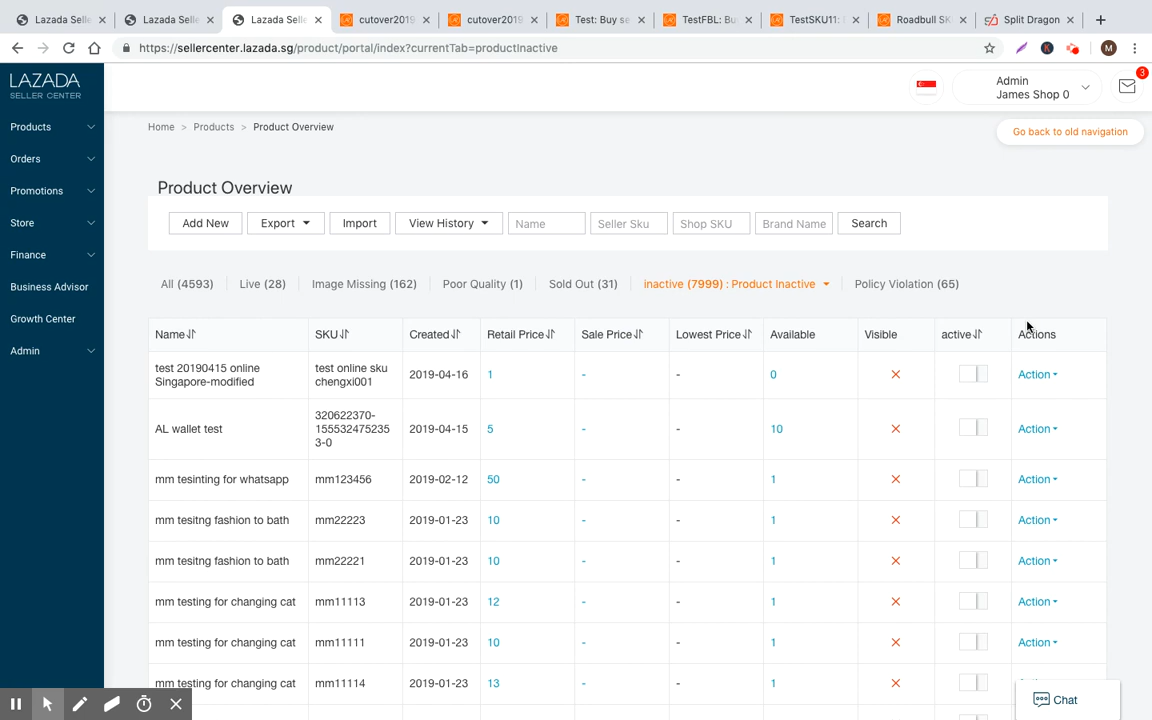 Lazada Selle
Lazada Selle
Lazada Selle
cutover2019
cutover2019
Test: Buy se
TestFBL: Bu
TestSKU11:
Roadbull SK
Split Dragon
https://sellercenter.lazada.sg/product/portal/index?currentTab=productInactive
K
M
LAZADA
SELLER CENTER
Products
Orders
Promotions
Store
Finance
Business Advisor
Growth Center
Admin
Admin
James Shop 0
3
Home > Products > Product Overview
Go back to old navigation
Product Overview
Add New Export Import View History Name Seller Sku Shop SKU Brand Name Search
All (4593) Live (28) Image Missing (162) Poor Quality (1) Sold Out (31) inactive (7999) : Product Inactive Policy Violation (65)
Name SKU Created Retail Price Sale Price Lowest Price Available Visible active Actions
test 20190415 online
Singapore-modified
test online sku
chengxi001
2019-04-16 1 - - 0 Action
AL wallet test
320622370-
155532475235
3-0
2019-04-15 5 - - 10 Action
mm tesinting for whatsapp mm123456 2019-02-12 50 - - 1 Action
mm tesitng fashion to bath mm22223 2019-01-23 10 - - 1 Action
mm tesitng fashion to bath mm22221 2019-01-23 10 - - 1 Action
mm testing for changing cat mm11113 2019-01-23 12 - - 1 Action
mm testing for changing cat mm11111 2019-01-23 10 - - 1 Action
mm testing for changing cat mm11114 2019-01-23 13 - - 1
Chat